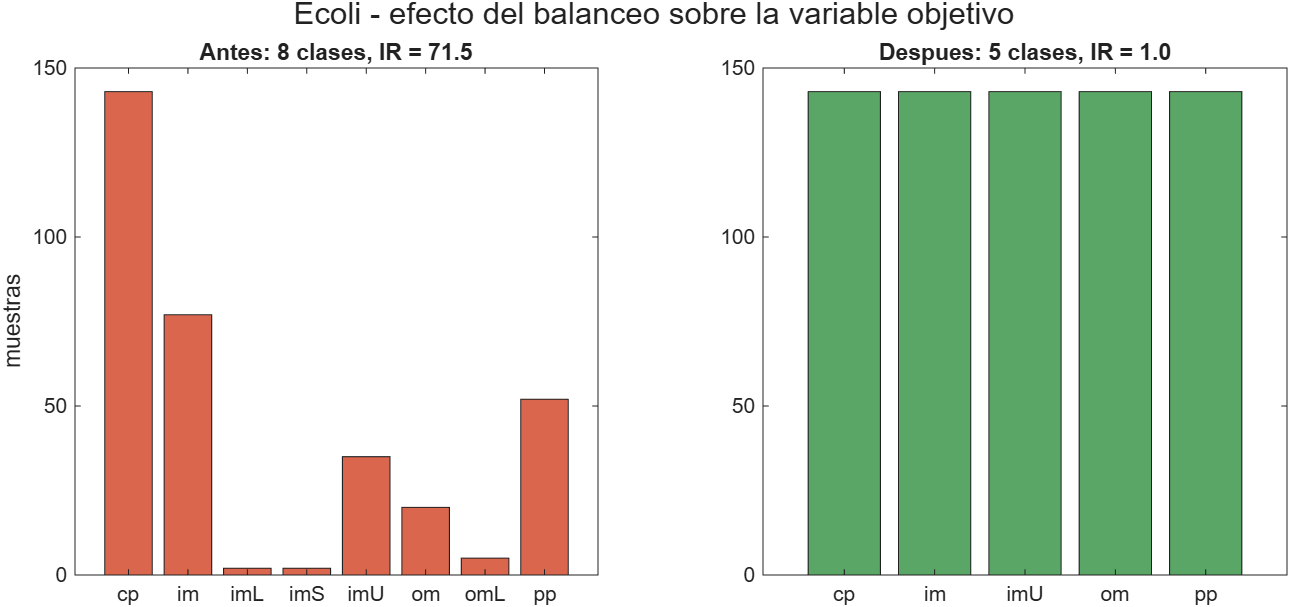 Ecoli - efecto del balanceo sobre la variable objetivo
Antes: 8 clases, IR = 71.5
150
100
50
0
muestras
cp im imL imS imU om omL pp
Despues: 5 clases, IR = 1.0
150
100
50
0
cp im imU om pp